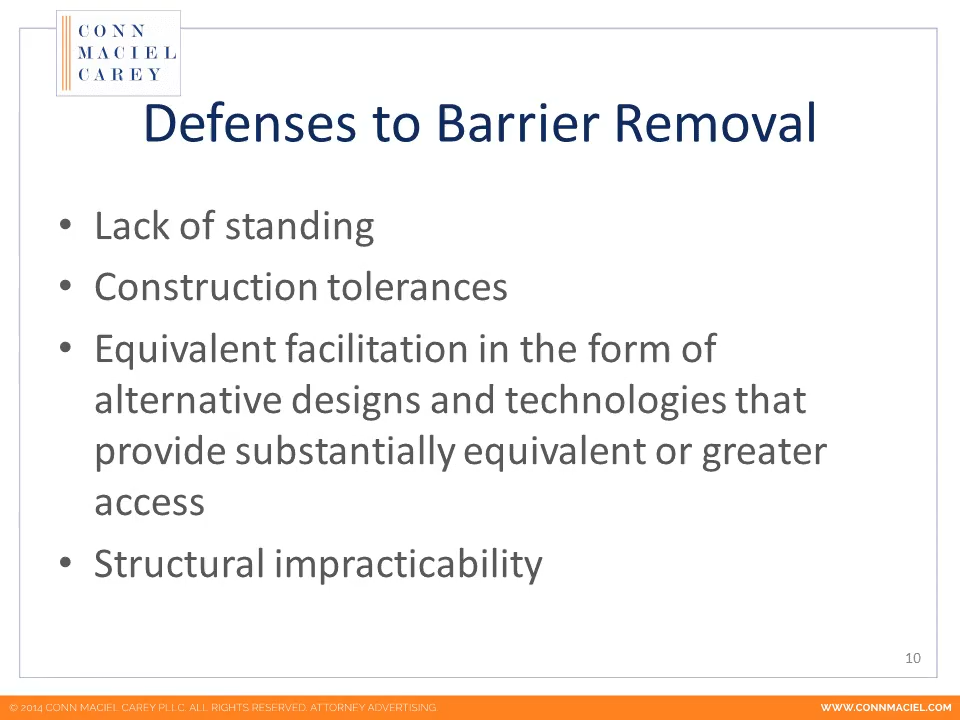 CONN
MACIEL
CAREY
Defenses to Barrier Removal
• Lack of standing
• Construction tolerances
• Equivalent facilitation in the form of
alternative designs and technologies that
provide substantially equivalent or greater
access
• Structural impracticability
10
© 2014 CONN MACIEL CAREY PLLC. ALL RIGHTS RESERVED. ATTORNEY ADVERTISING
WWW.CONNMACIEL.COM